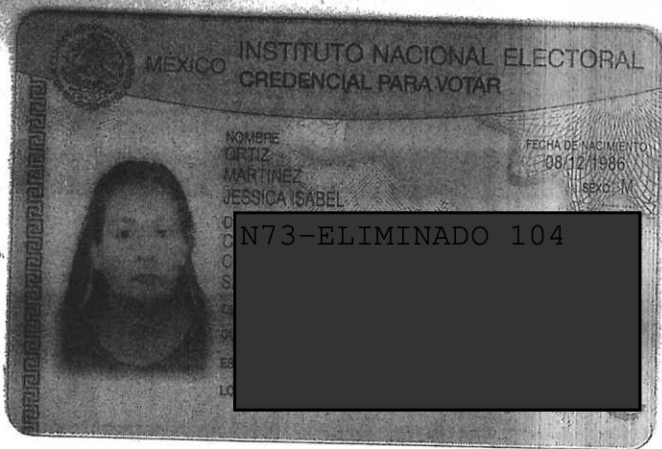 MEXICO INSTITUTO NACIONAL ELECTORAL
CREDENCIAL PARA VOTAR
NOMBRE
ORTIZ
MARTINEZ
JESSICA ISABEL
FECHA DE NACIMIENTO
08/12/1986
SEXO M
N73-ELIMINADO 104